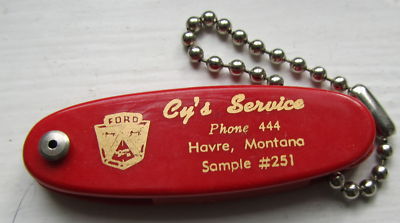 FORD
Cy's Service
Phone 444
Havre, Montana
Sample #251